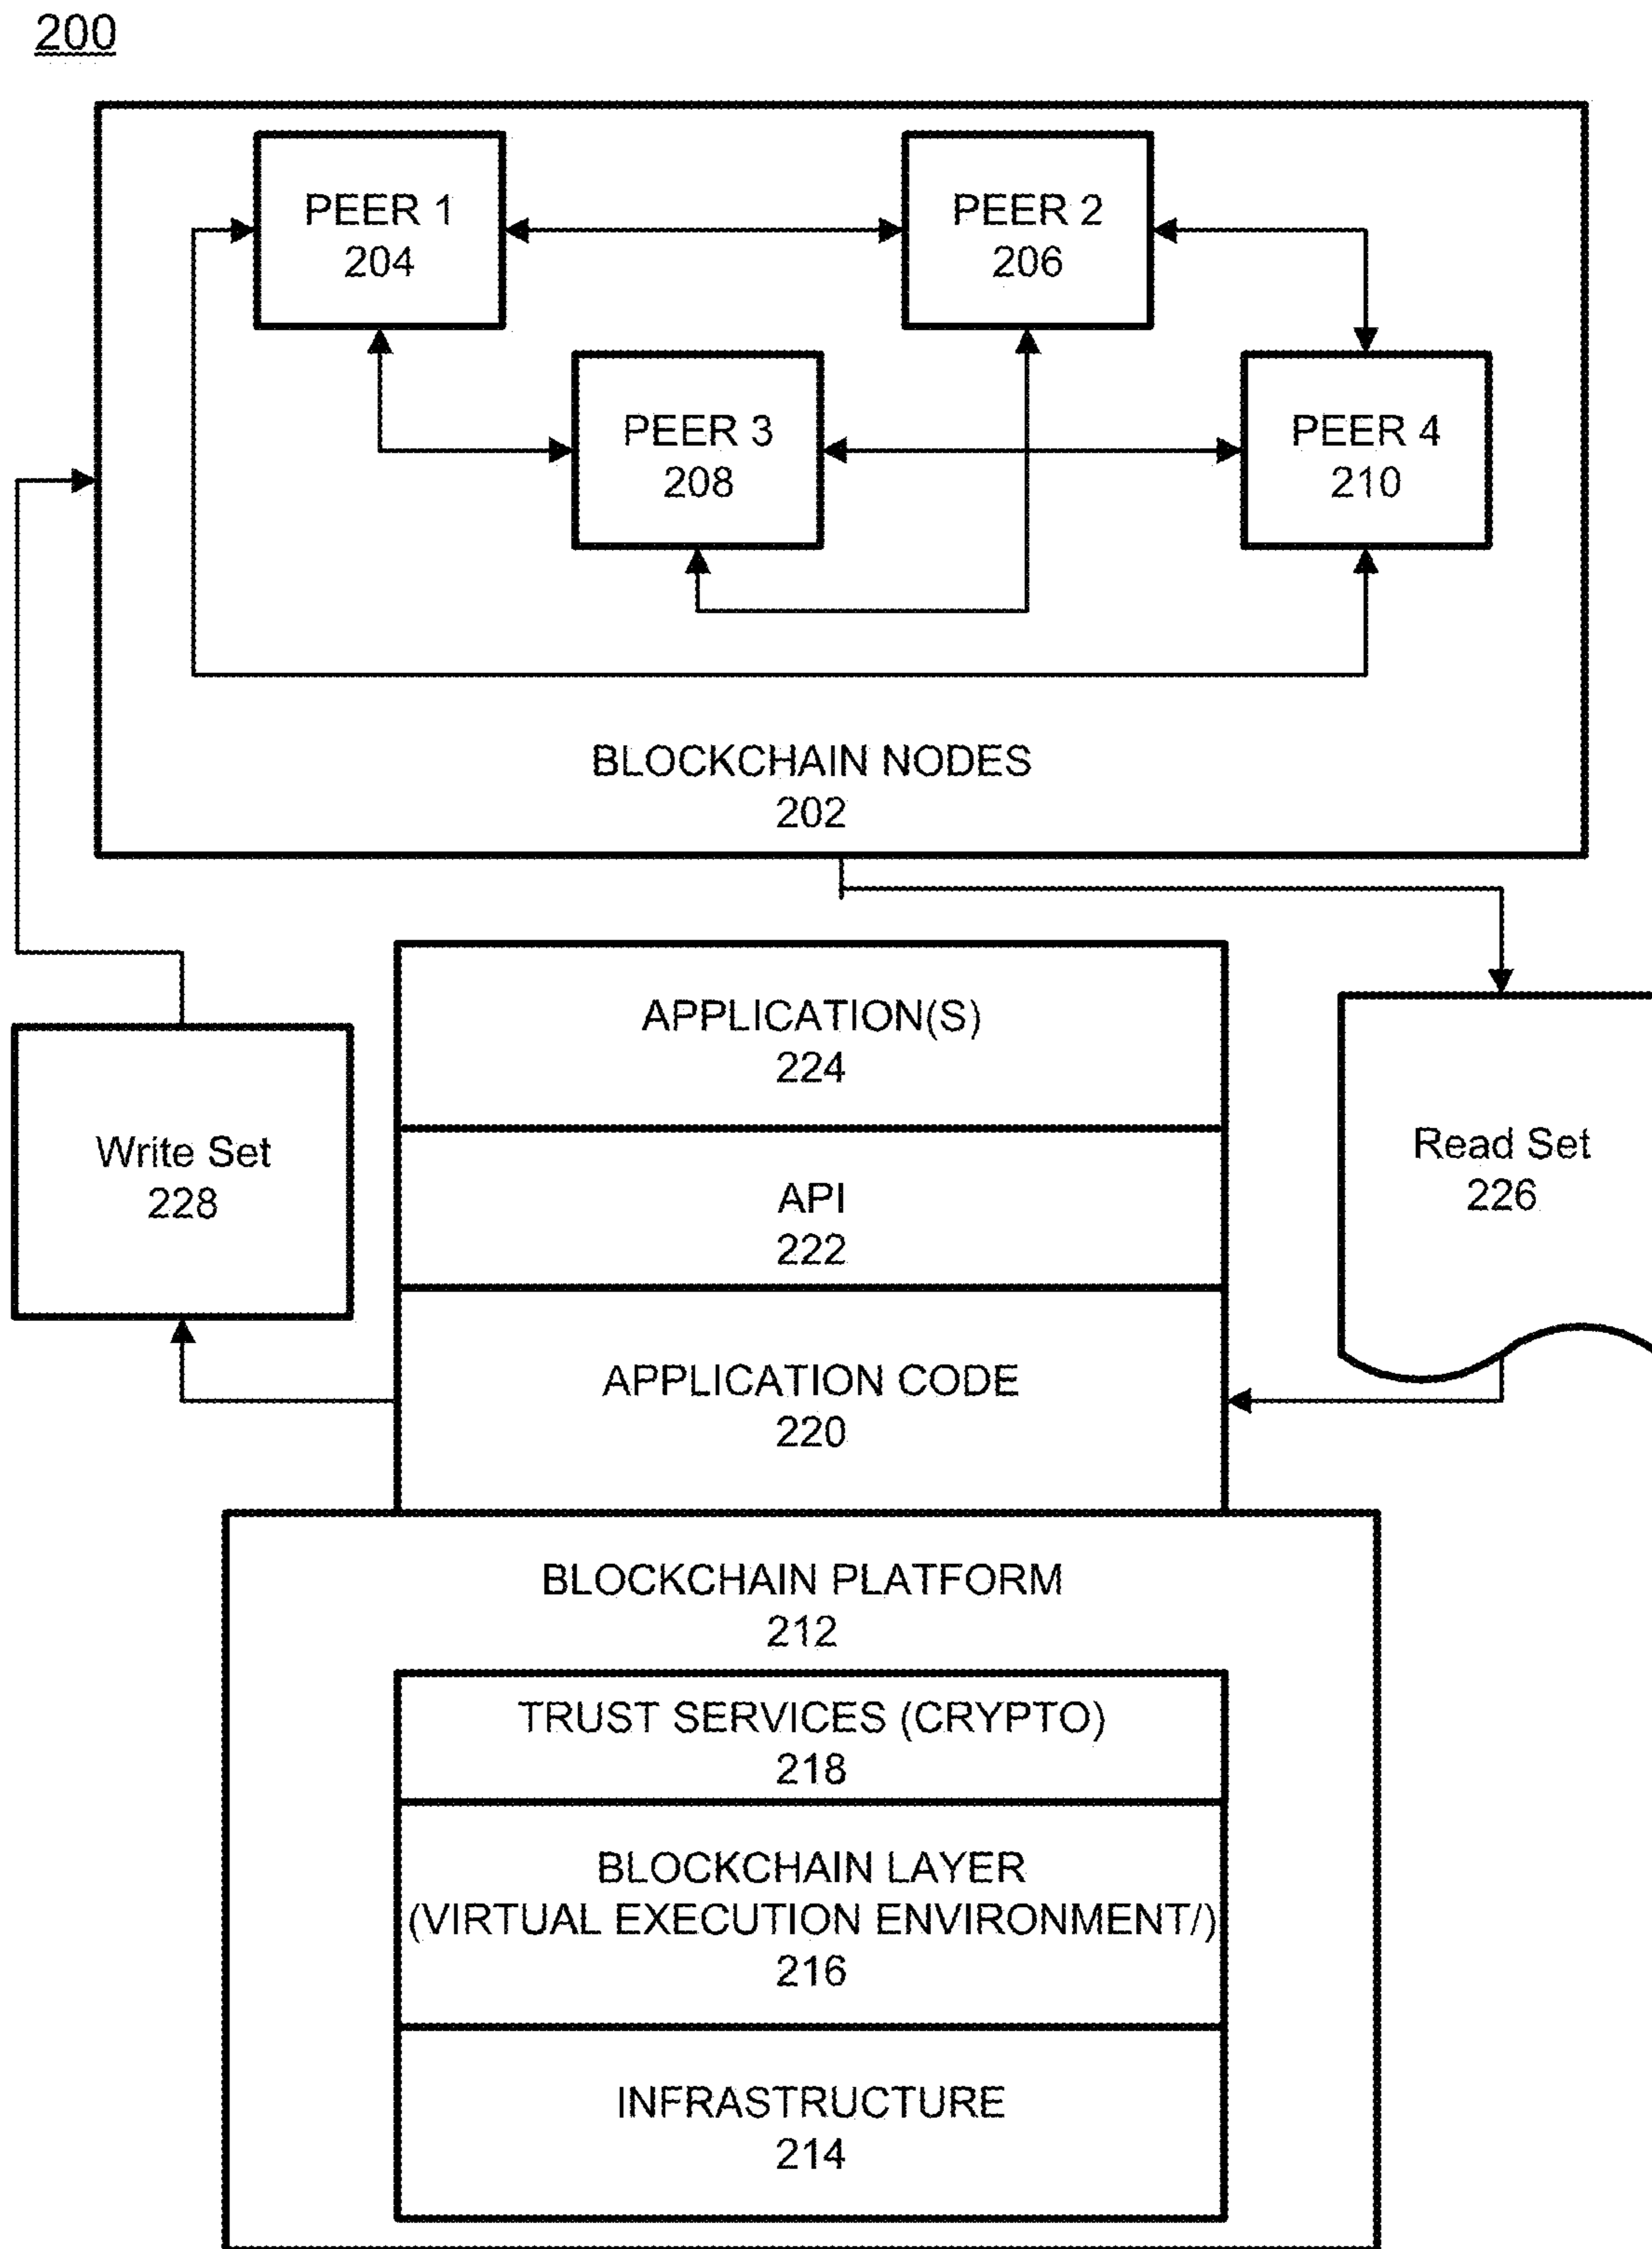 200
PEER 1
204
PEER 2
206
PEER 3
208
PEER 4
210
BLOCKCHAIN NODES
202
APPLICATION(S)
224
Write Set
228
API
222
Read Set
226
APPLICATION CODE
220
BLOCKCHAIN PLATFORM
212
TRUST SERVICES (CRYPTO)
218
BLOCKCHAIN LAYER
(VIRTUAL EXECUTION ENVIRONMENT/)
216
INFRASTRUCTURE
214